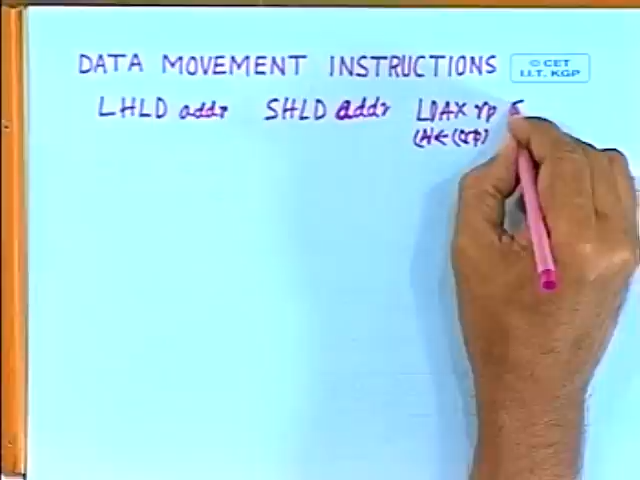 DATA MOVEMENT INSTRUCTIONS
© CET
I.I.T. KGP
LHLD addr SHLD addr LDAX rp
(A)←(rp)